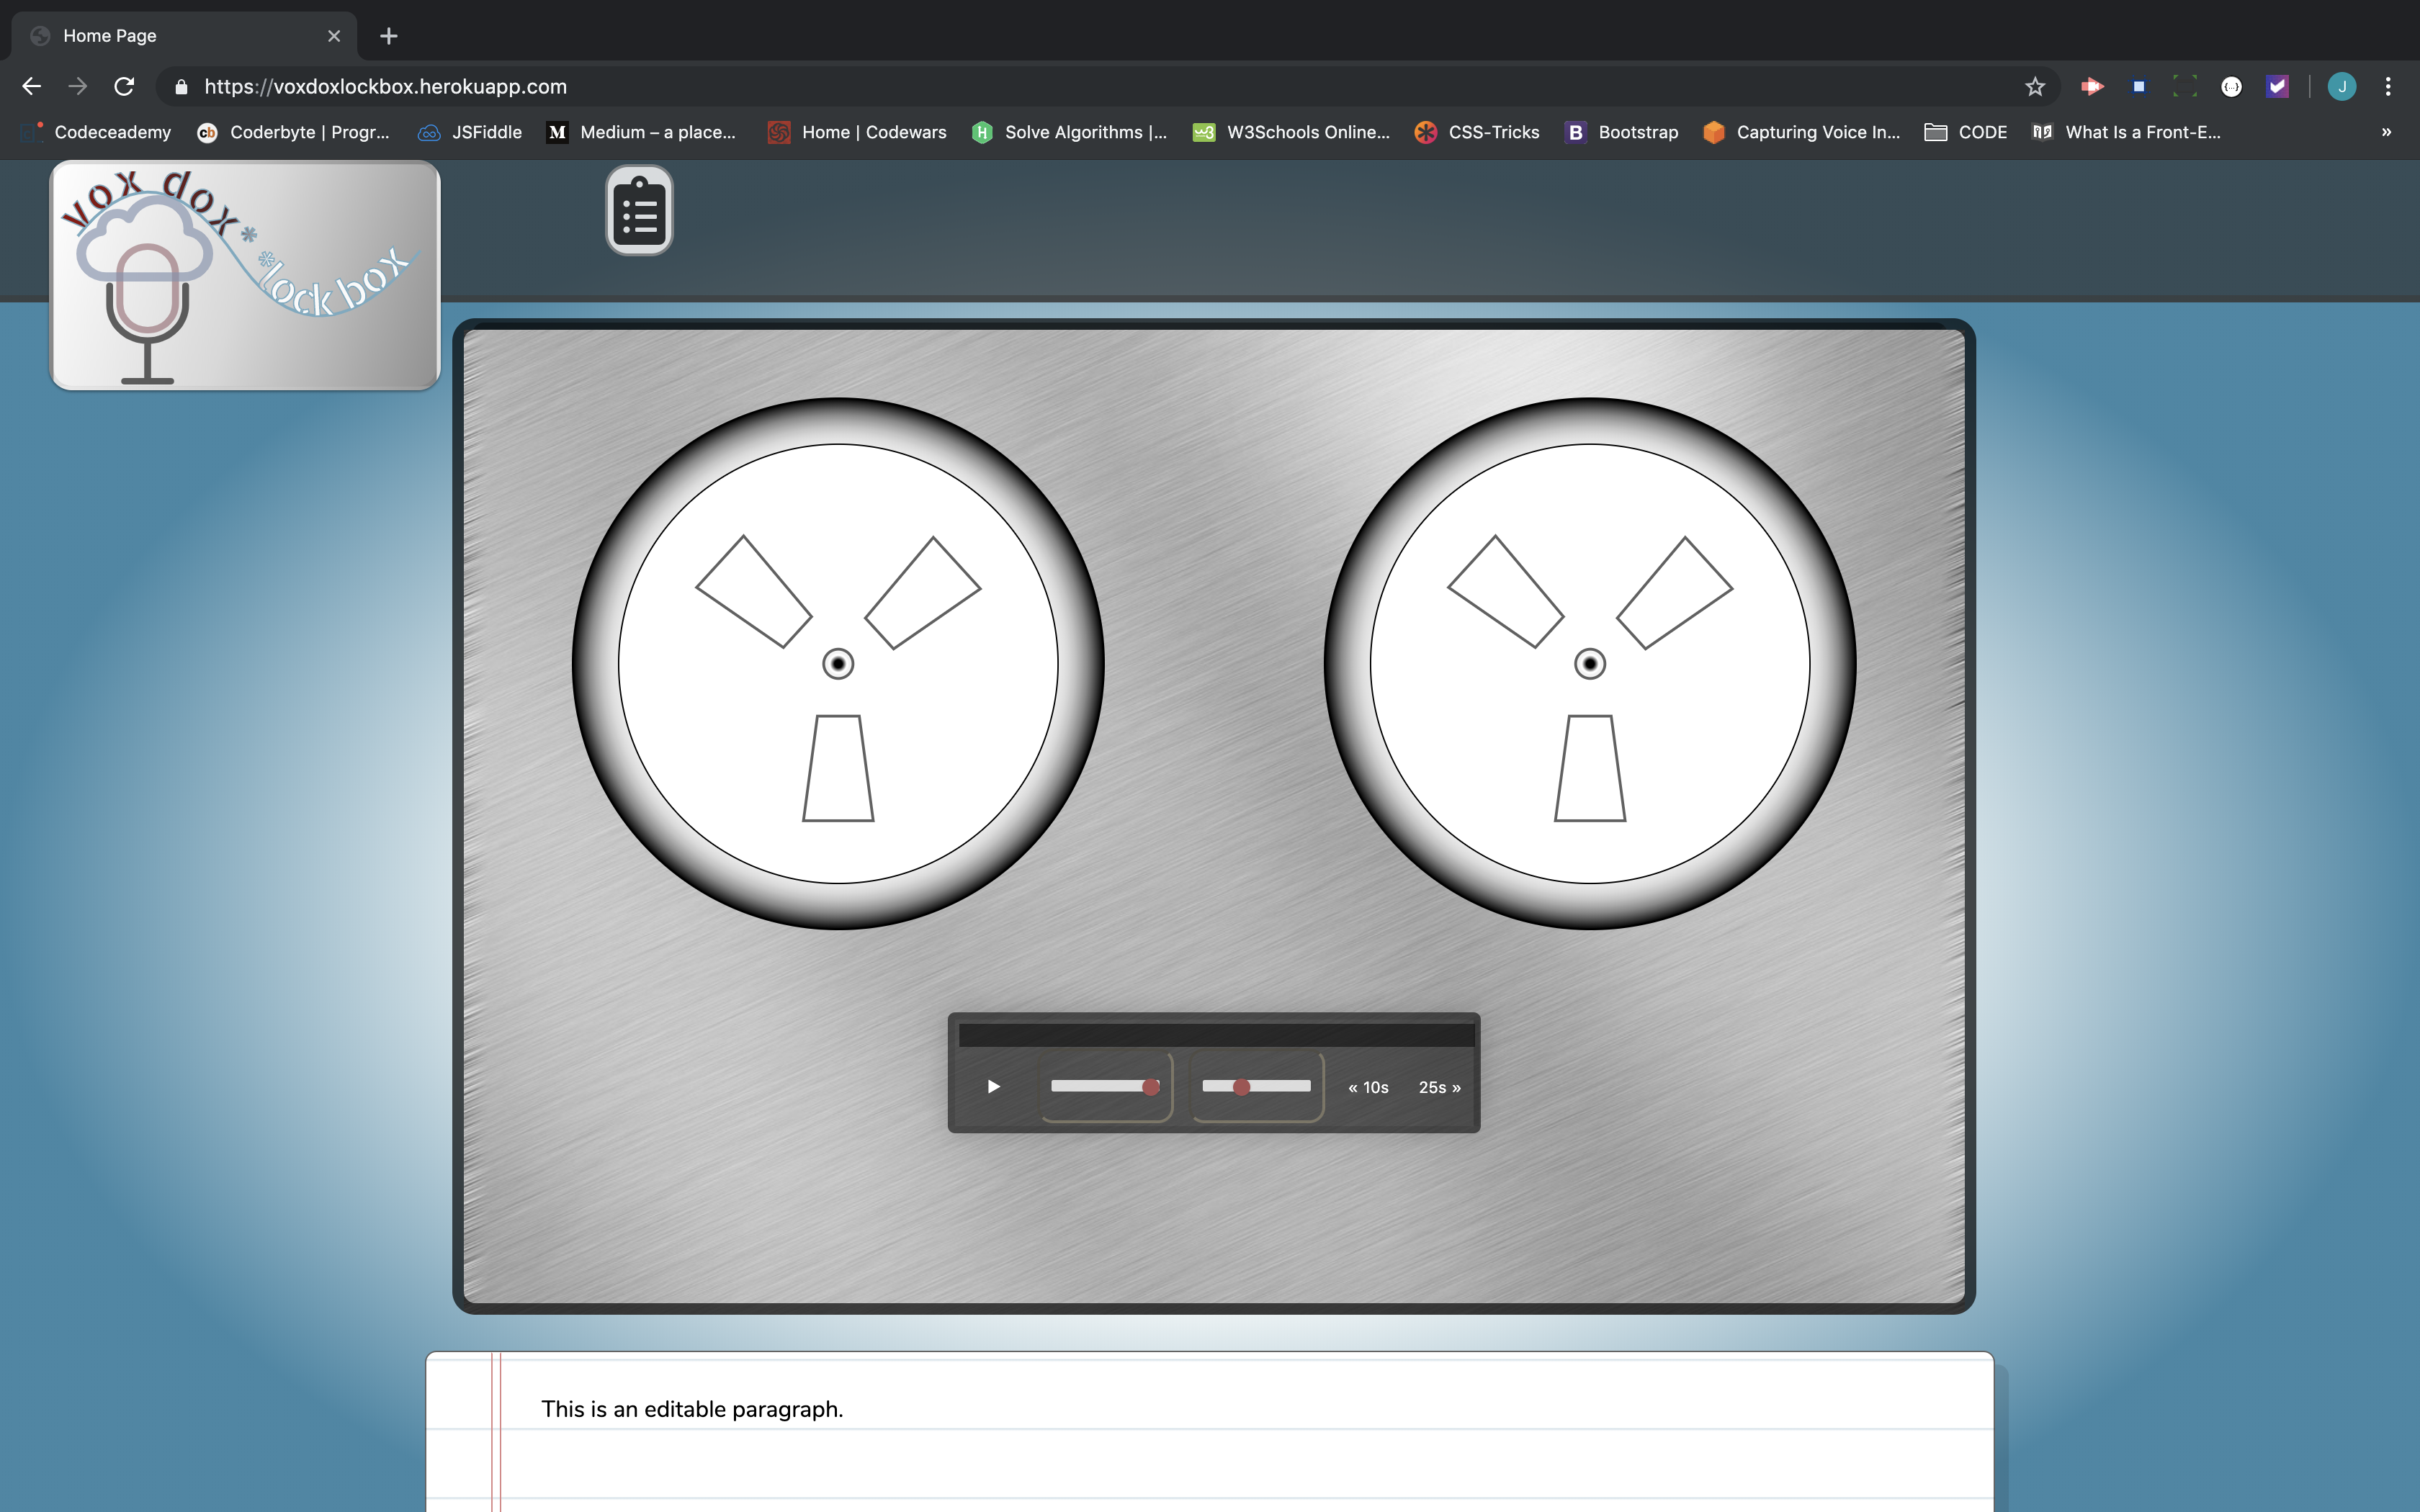 Home Page
https://voxdoxlockbox.herokuapp.com
J
Codeceademy
Coderbyte | Progr...
JSFiddle
M
Medium – a place...
Home | Codewars
H
Solve Algorithms |...
W3Schools Online...
CSS-Tricks
B
Bootstrap
Capturing Voice In...
CODE
What Is a Front-E...
»
vox dox*
*lock box
« 10s
25s »
This is an editable paragraph.